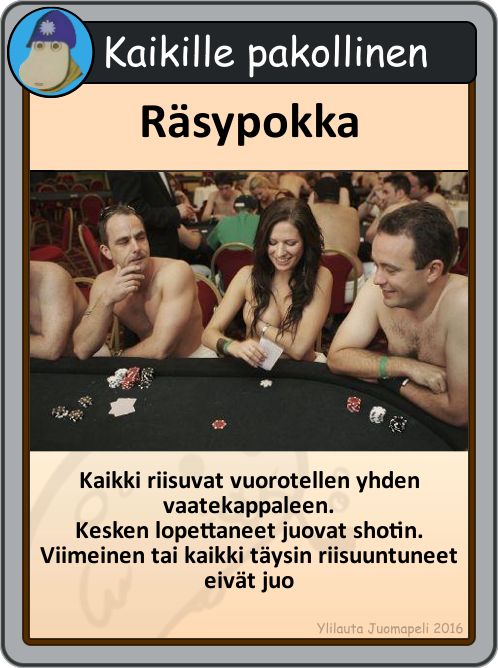 Kaikille pakollinen
Räsypokka
Kaikki riisuvat vuorotellen yhden
vaatekappaleen.
Kesken lopettaneet juovat shotin.
Viimeinen tai kaikki täysin riisuuntuneet
eivät juo
Ylilauta Juomapeli 2016